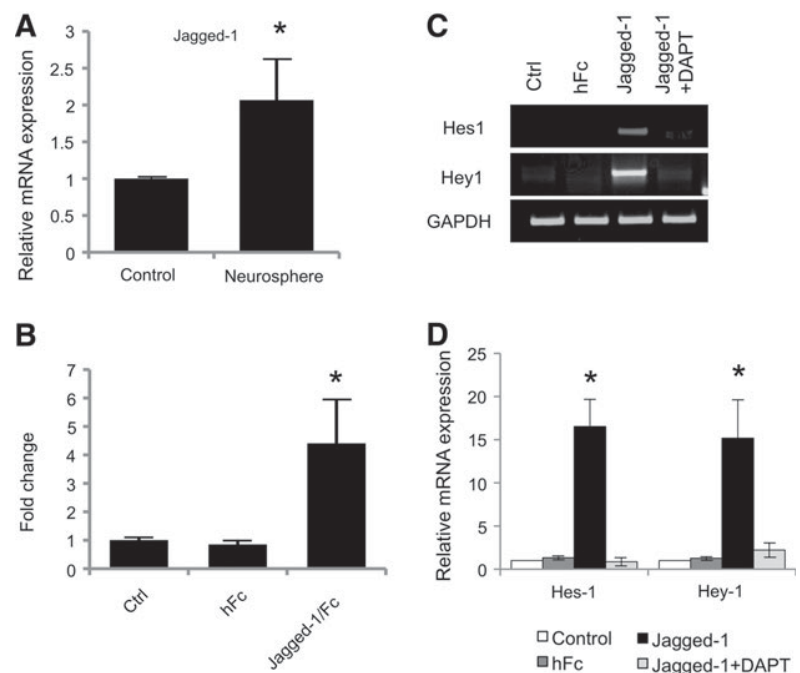 A
Jagged-1
*
Relative mRNA expression
3
2.5
2
1.5
1
0.5
0
Control
Neurosphere
B
*
Fold change
7
6
5
4
3
2
1
0
Ctrl
hFc
Jagged-1/Fc
C
Ctrl
hFc
Jagged-1
Jagged-1
+DAPT
Hes1
Hey1
GAPDH
D
*
*
Relative mRNA expression
25
20
15
10
5
0
Hes-1
Hey-1
Control
Jagged-1
hFc
Jagged-1+DAPT